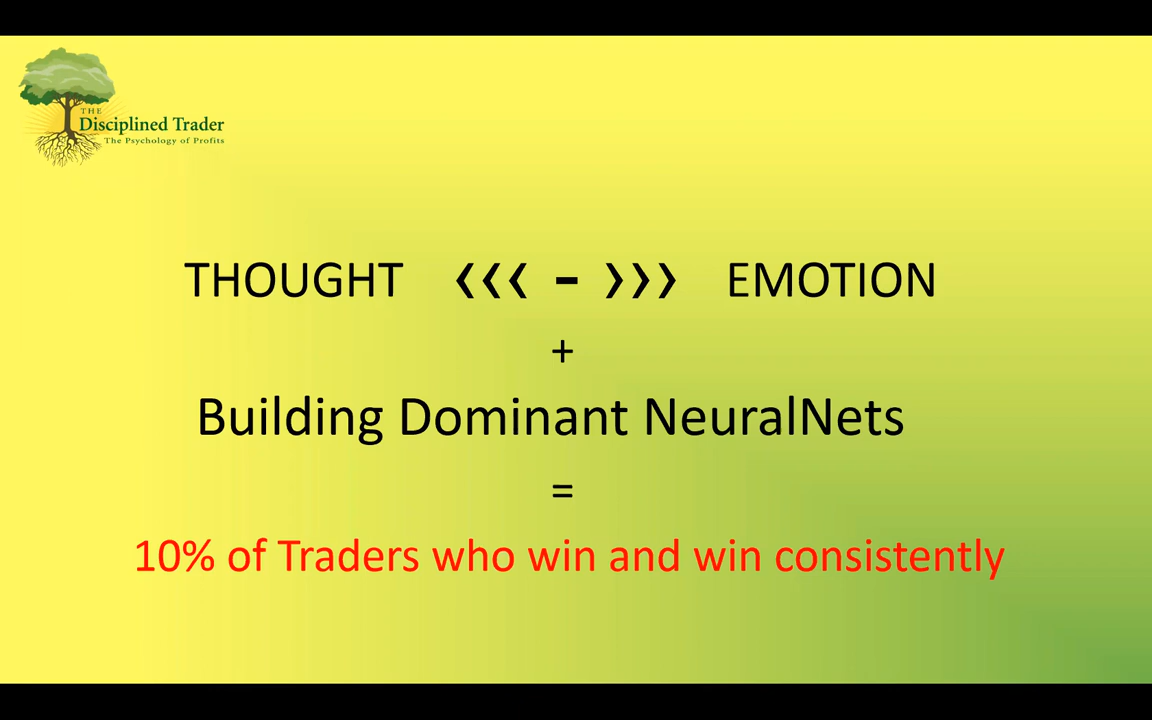 THE
Disciplined Trader
The Psychology of Profits
THOUGHT ‹‹‹ - ››› EMOTION
+
Building Dominant NeuralNets
=
10% of Traders who win and win consistently